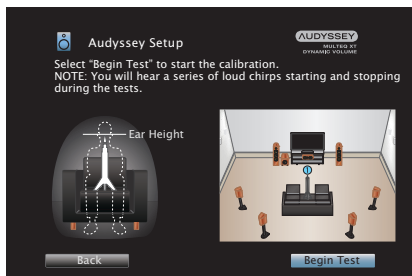 Audyssey Setup
AUDYSSEY
MULTEQ XT
DYNAMIC VOLUME
Select “Begin Test” to start the calibration.
NOTE: You will hear a series of loud chirps starting and stopping
during the tests.
Ear Height
1
Back
Begin Test